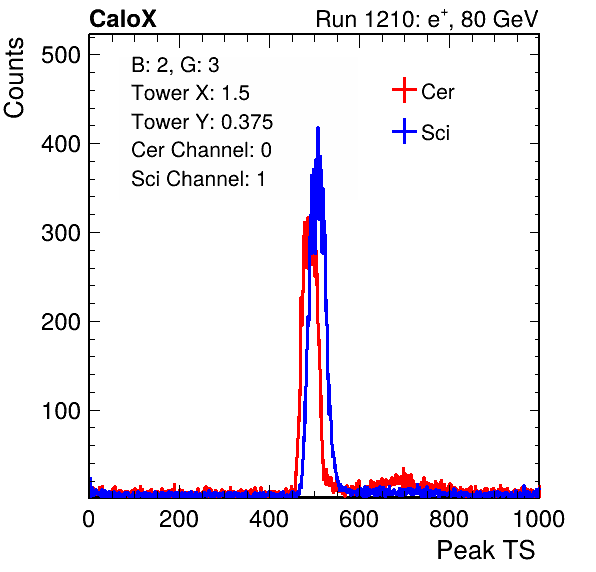 CaloX Run 1210: e⁺, 80 GeV
B: 2, G: 3
Tower X: 1.5
Tower Y: 0.375
Cer Channel: 0
Sci Channel: 1
Cer
Sci
Counts
500
400
300
200
100
0 200 400 600 800 1000
Peak TS